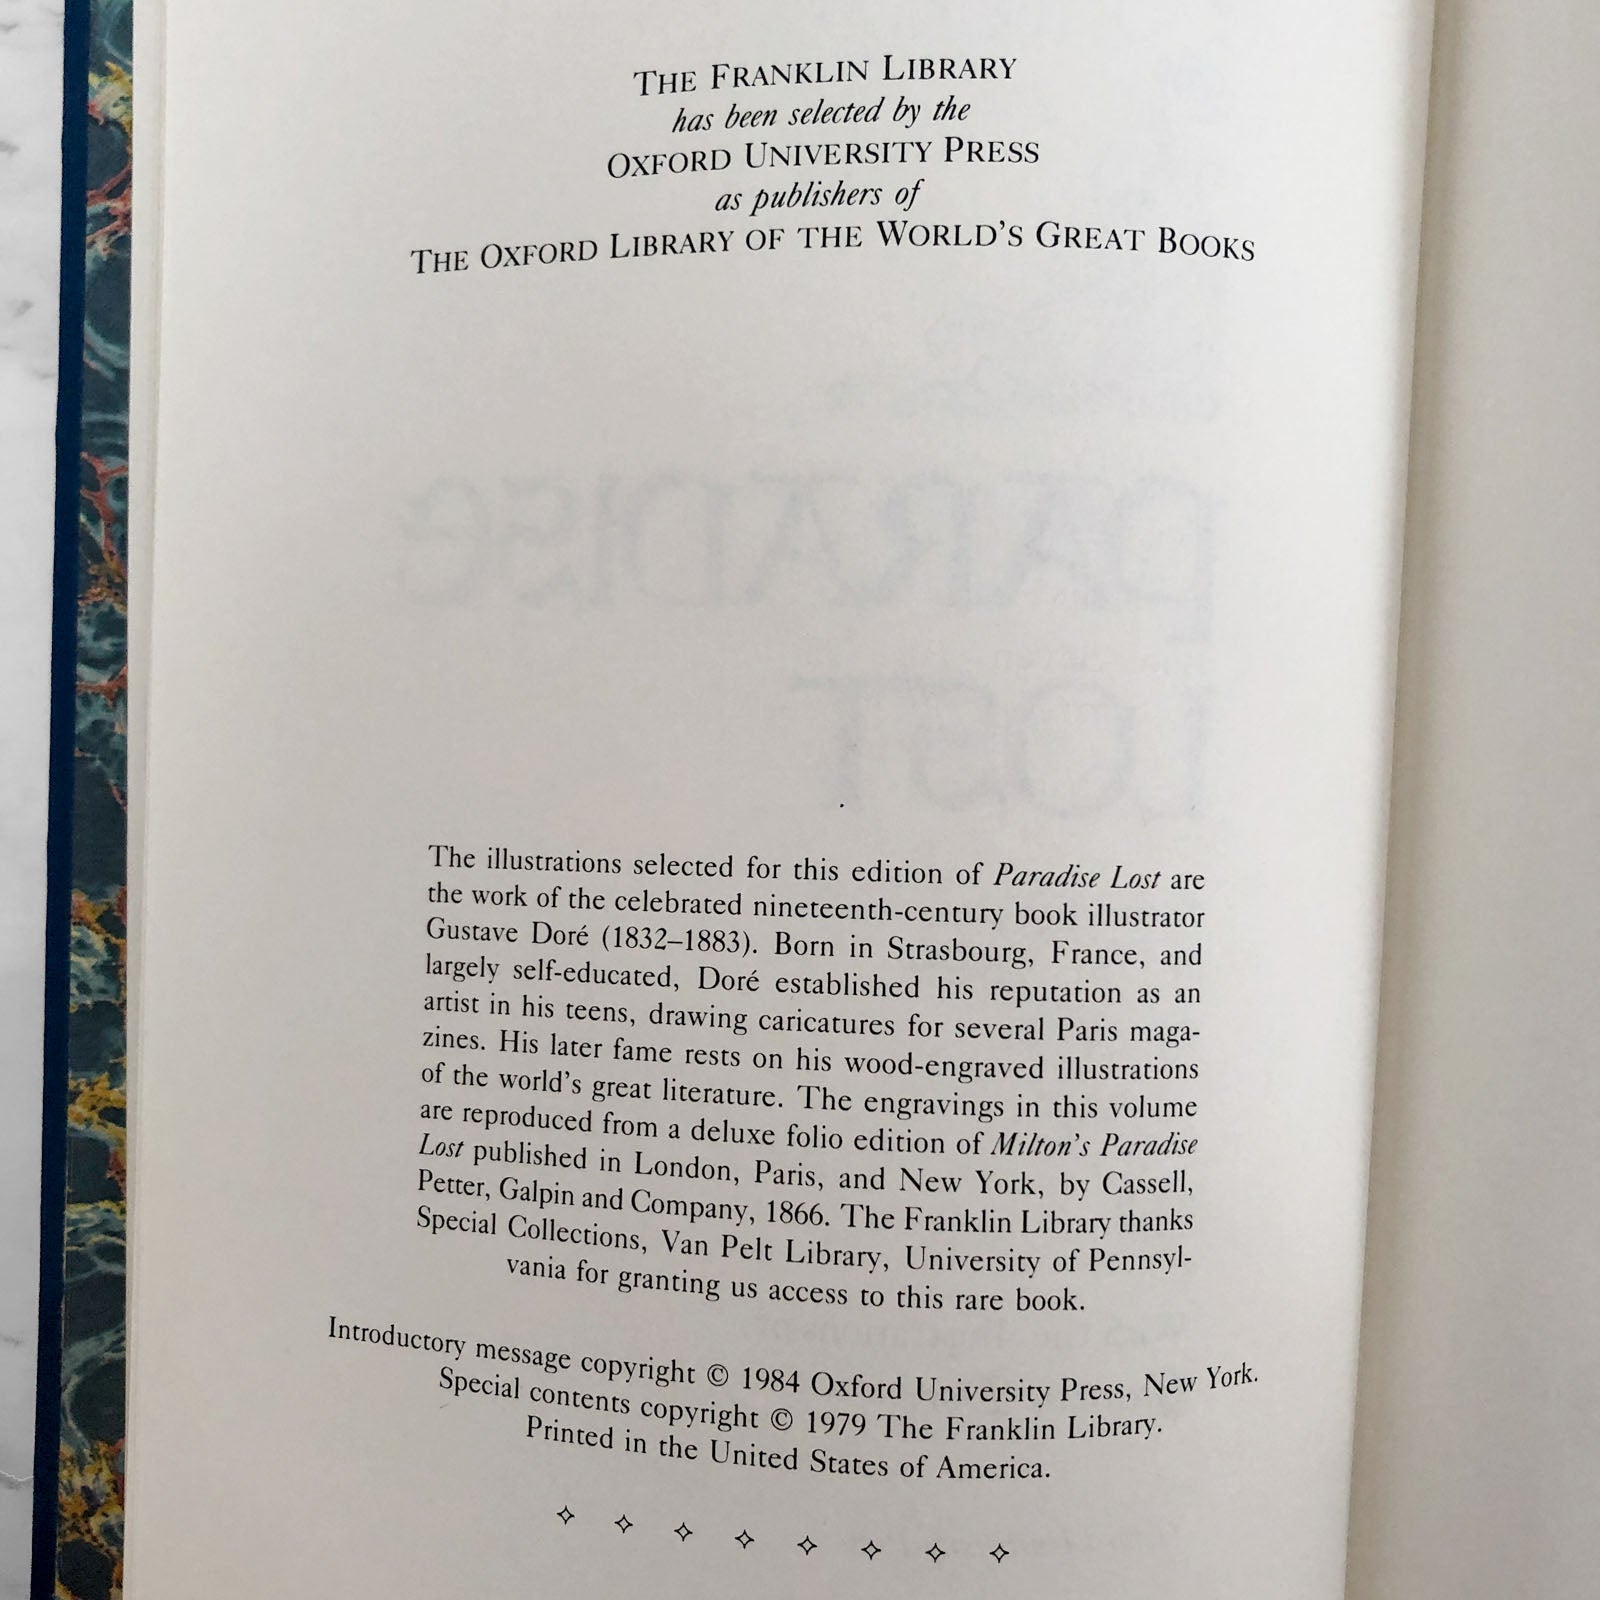 THE FRANKLIN LIBRARY
has been selected by the
OXFORD UNIVERSITY PRESS
as publishers of
THE OXFORD LIBRARY OF THE WORLD'S GREAT BOOKS
PARADISE
LOST
The illustrations selected for this edition of Paradise Lost are
the work of the celebrated nineteenth-century book illustrator
Gustave Doré (1832–1883). Born in Strasbourg, France, and
largely self-educated, Doré established his reputation as an
artist in his teens, drawing caricatures for several Paris maga-
zines. His later fame rests on his wood-engraved illustrations
of the world's great literature. The engravings in this volume
are reproduced from a deluxe folio edition of Milton's Paradise
Lost published in London, Paris, and New York, by Cassell,
Petter, Galpin and Company, 1866. The Franklin Library thanks
Special Collections, Van Pelt Library, University of Pennsyl-
vania for granting us access to this rare book.
Introductory message copyright © 1984 Oxford University Press, New York.
Special contents copyright © 1979 The Franklin Library.
Printed in the United States of America.